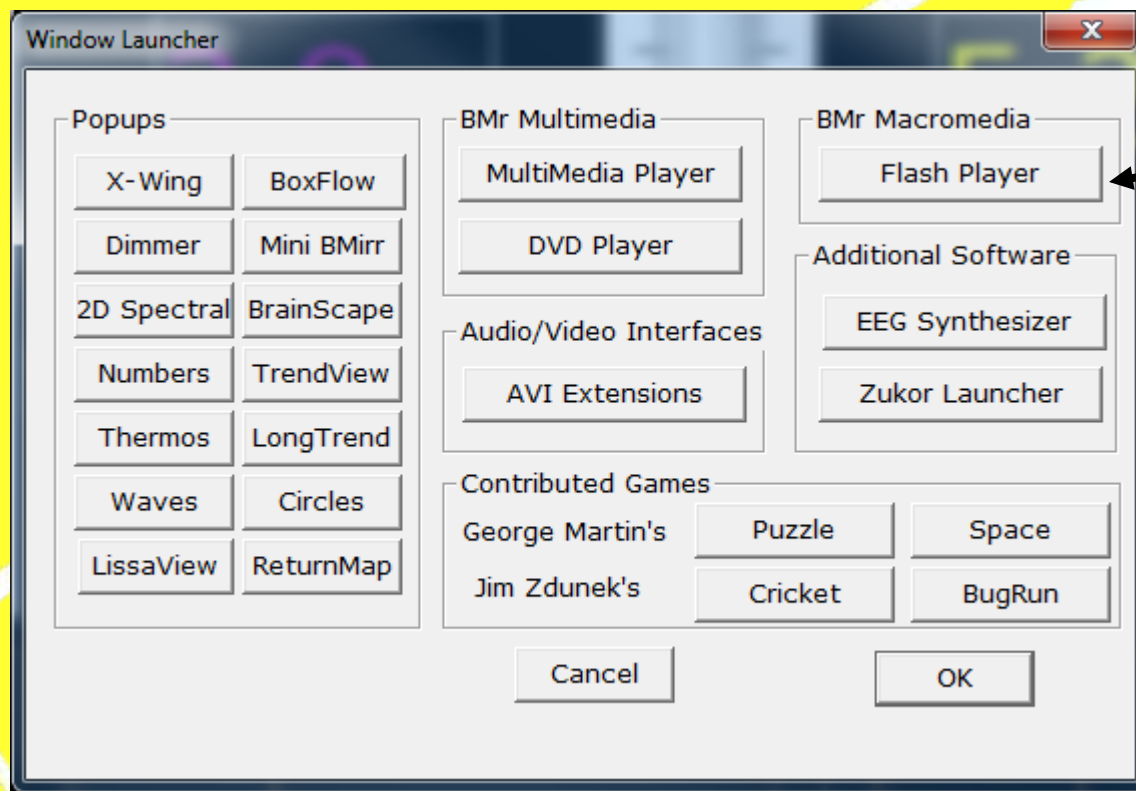 Window Launcher
X
Popups
X-Wing BoxFlow
Dimmer Mini BMirr
2D Spectral BrainScape
Numbers TrendView
Thermos LongTrend
Waves Circles
LissaView ReturnMap
BMr Multimedia
MultiMedia Player
DVD Player
BMr Macromedia
Flash Player
Audio/Video Interfaces
AVI Extensions
Additional Software
EEG Synthesizer
Zukor Launcher
Contributed Games
George Martin's Puzzle Space
Jim Zdunek's Cricket BugRun
Cancel OK